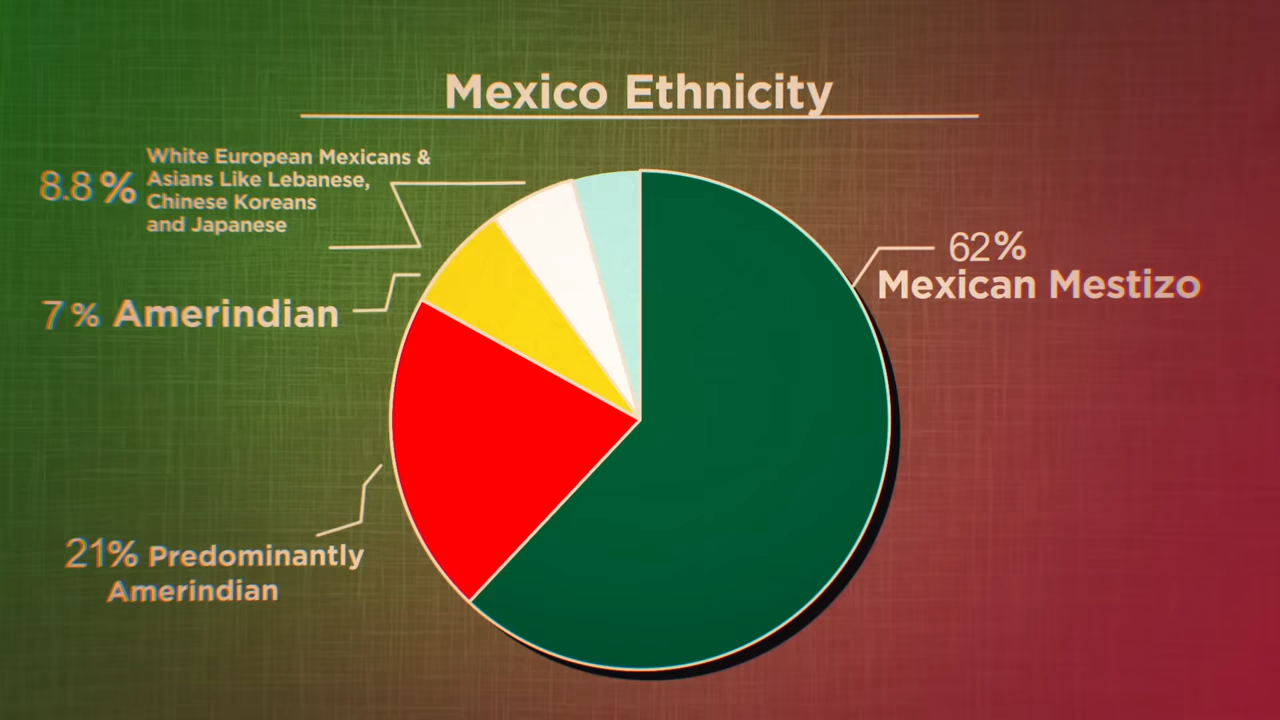 Mexico Ethnicity
8.8 % White European Mexicans &
Asians Like Lebanese,
Chinese Koreans
and Japanese
62%
Mexican Mestizo
7 % Amerindian
21% Predominantly
Amerindian